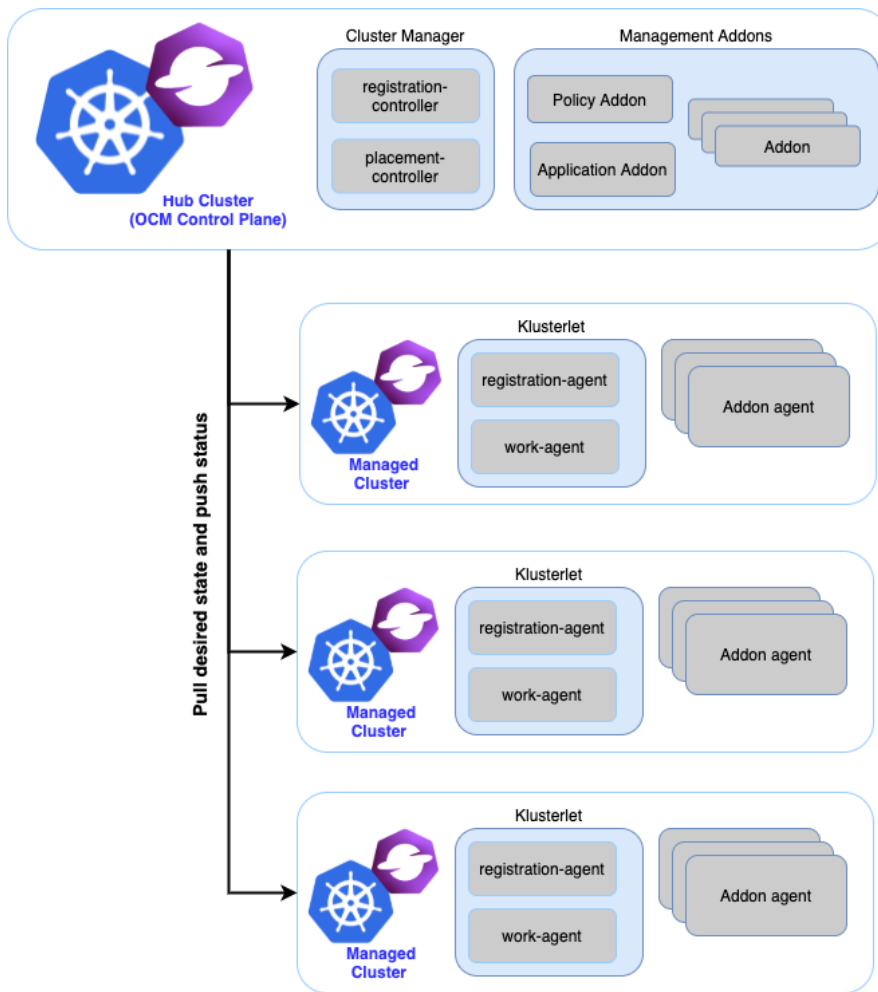 Cluster Manager
Management Addons
registration-
controller
placement-
controller
Policy Addon
Application Addon
Addon
Hub Cluster
(OCM Control Plane)
Pull desired state and push status
Klusterlet
registration-agent
work-agent
Addon agent
Managed
Cluster
Klusterlet
registration-agent
work-agent
Addon agent
Managed
Cluster
Klusterlet
registration-agent
work-agent
Addon agent
Managed
Cluster